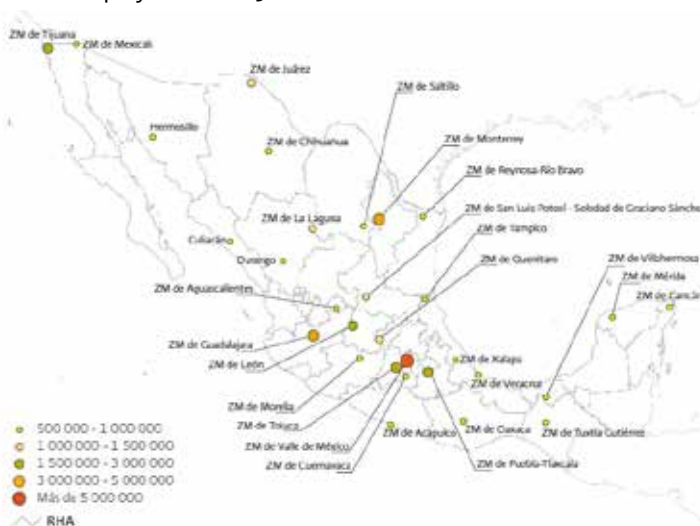 ZM de Tijuana
ZM de Mexicali
ZM de Juárez
ZM de Saltillo
Hermosillo
ZM de Chihuahua
ZM de Monterrey
ZM de Reynosa-Río Bravo
ZM de San Luis Potosí - Soledad de Graciano Sánche
ZM de La Laguna
ZM de Tampico
Culiacán
ZM de Querétaro
Durango
ZM de Villahermosa
ZM de Mérida
ZM de Aguascalientes
ZM de Cancún
ZM de Guadalajara
ZM de León
ZM de Xalapa
ZM de Veracruz
ZM de Morelia
ZM de Toluca
ZM de Acapulco
ZM de Oaxaca
ZM de Tuxtla Gutiérrez
ZM de Valle de México
ZM de Cuernavaca
ZM de Puebla-Tlaxcala
500 000 - 1 000 000
1 000 000 - 1 500 000
1 500 000 - 3 000 000
3 000 000 - 5 000 000
Más de 5 000 000
RHA